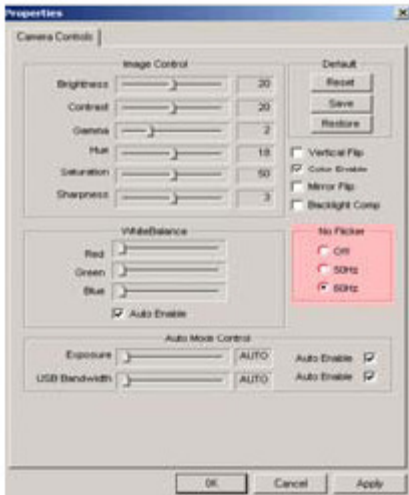 Properties
Camera Controls
Image Control
Brightness 20
Contrast 20
Gamma 2
Hue 18
Saturation 50
Sharpness 3
Default
Reset
Save
Restore
Vertical Flip
Color Enable
Mirror Flip
Backlight Comp
WhiteBalance
Red
Green
Blue
Auto Enable
No Flicker
Off
50Hz
60Hz
Auto Mode Control
Exposure AUTO Auto Enable
USB Bandwidth AUTO Auto Enable
OK Cancel Apply